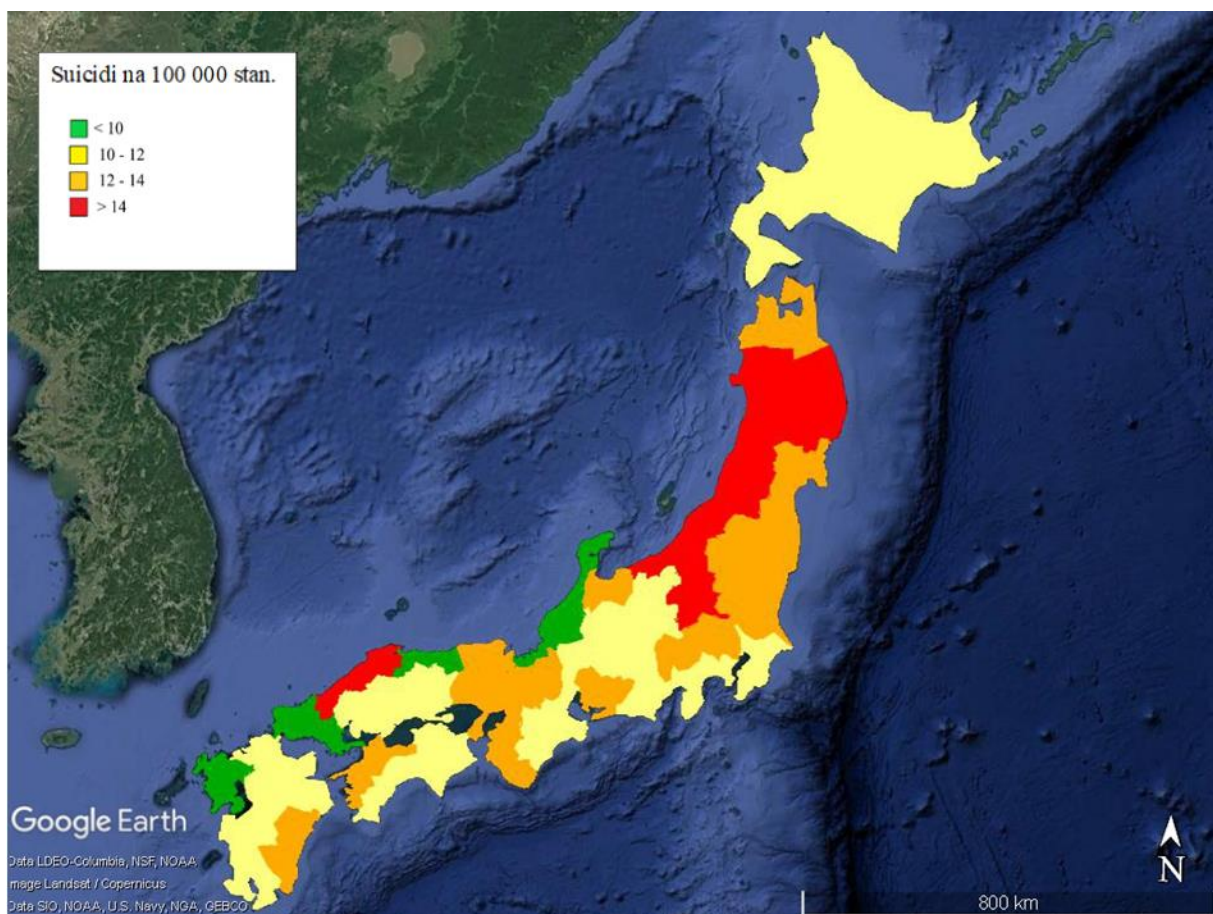 Suicidi na 100 000 stan.
< 10
10 - 12
12 - 14
> 14
Google Earth
Data LDEO-Columbia, NSF, NOAA
Image Landsat / Copernicus
Data SIO, NOAA, U.S. Navy, NGA, GEBCO
N
800 km